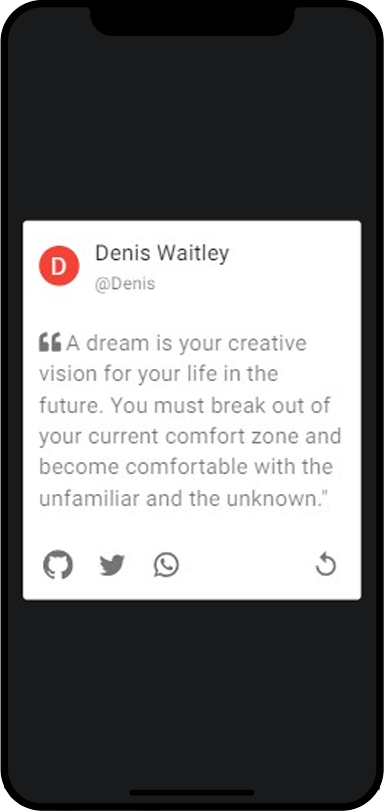 D
Denis Waitley
@Denis
“A dream is your creative
vision for your life in the
future. You must break out of
your current comfort zone and
become comfortable with the
unfamiliar and the unknown."